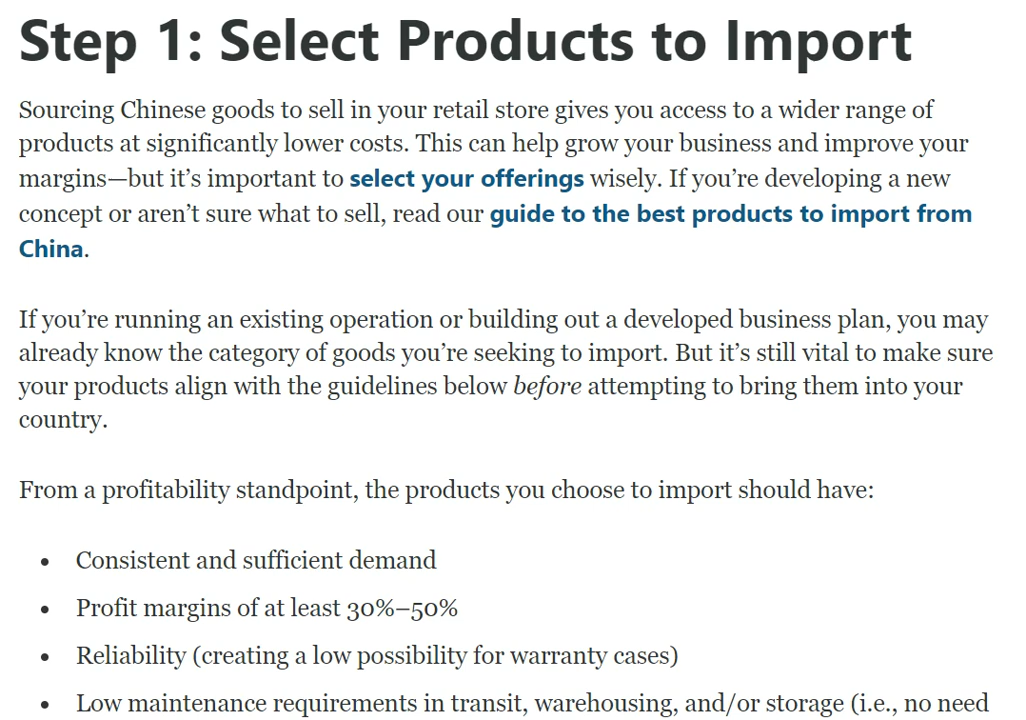 Step 1: Select Products to Import
Sourcing Chinese goods to sell in your retail store gives you access to a wider range of
products at significantly lower costs. This can help grow your business and improve your
margins—but it’s important to select your offerings wisely. If you’re developing a new
concept or aren’t sure what to sell, read our guide to the best products to import from
China.
If you’re running an existing operation or building out a developed business plan, you may
already know the category of goods you’re seeking to import. But it’s still vital to make sure
your products align with the guidelines below before attempting to bring them into your
country.
From a profitability standpoint, the products you choose to import should have:
• Consistent and sufficient demand
• Profit margins of at least 30%–50%
• Reliability (creating a low possibility for warranty cases)
• Low maintenance requirements in transit, warehousing, and/or storage (i.e., no need